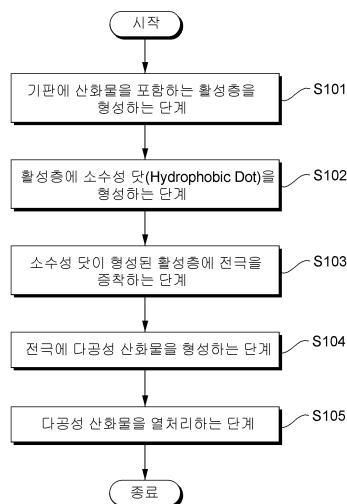 시작
기판에 산화물을 포함하는 활성층을
형성하는 단계
S101
활성층에 소수성 닷(Hydrophobic Dot)을
형성하는 단계
S102
소수성 닷이 형성된 활성층에 전극을
증착하는 단계
S103
전극에 다공성 산화물을 형성하는 단계
S104
다공성 산화물을 열처리하는 단계
S105
종료